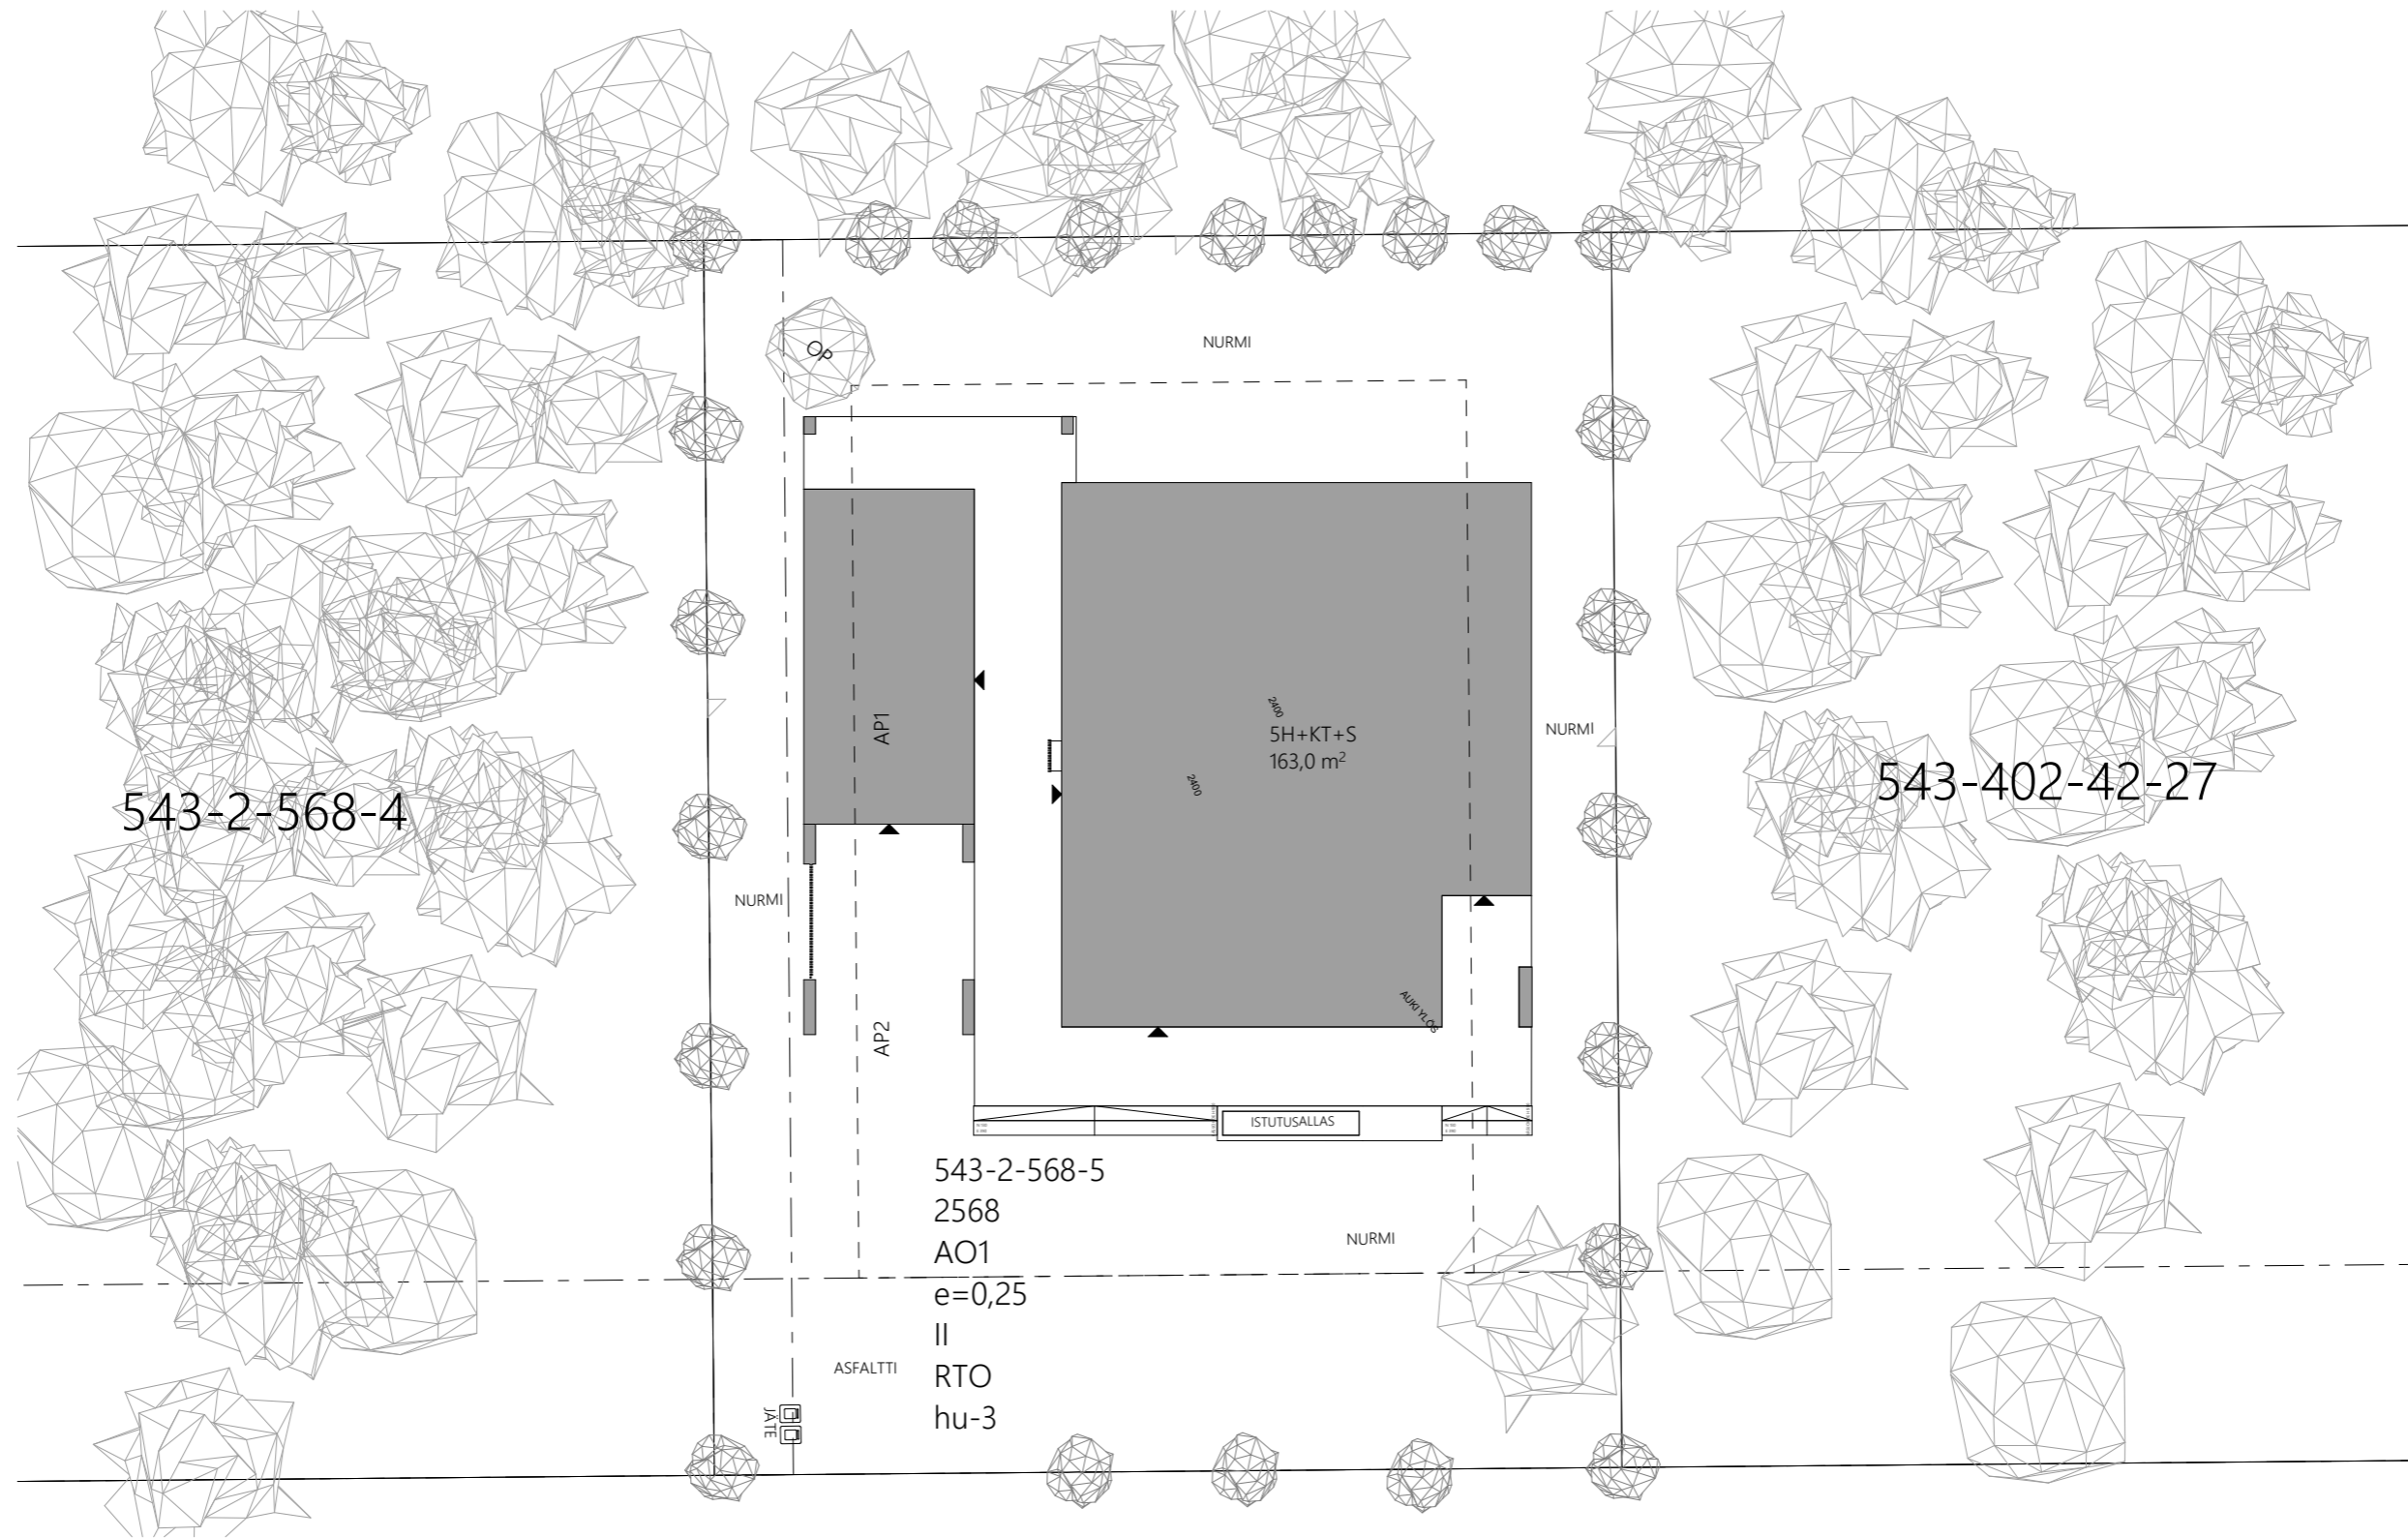 OP
NURMI
AP1
2400
5H+KT+S
163,0 m²
2400
NURMI
543-2-568-4
543-402-42-27
NURMI
AP2
AUKI YLÖS
ISTUTUSALLAS
543-2-568-5
2568
AO1
e=0,25
II
RTO
hu-3
NURMI
ASFALTTI
JÄTE